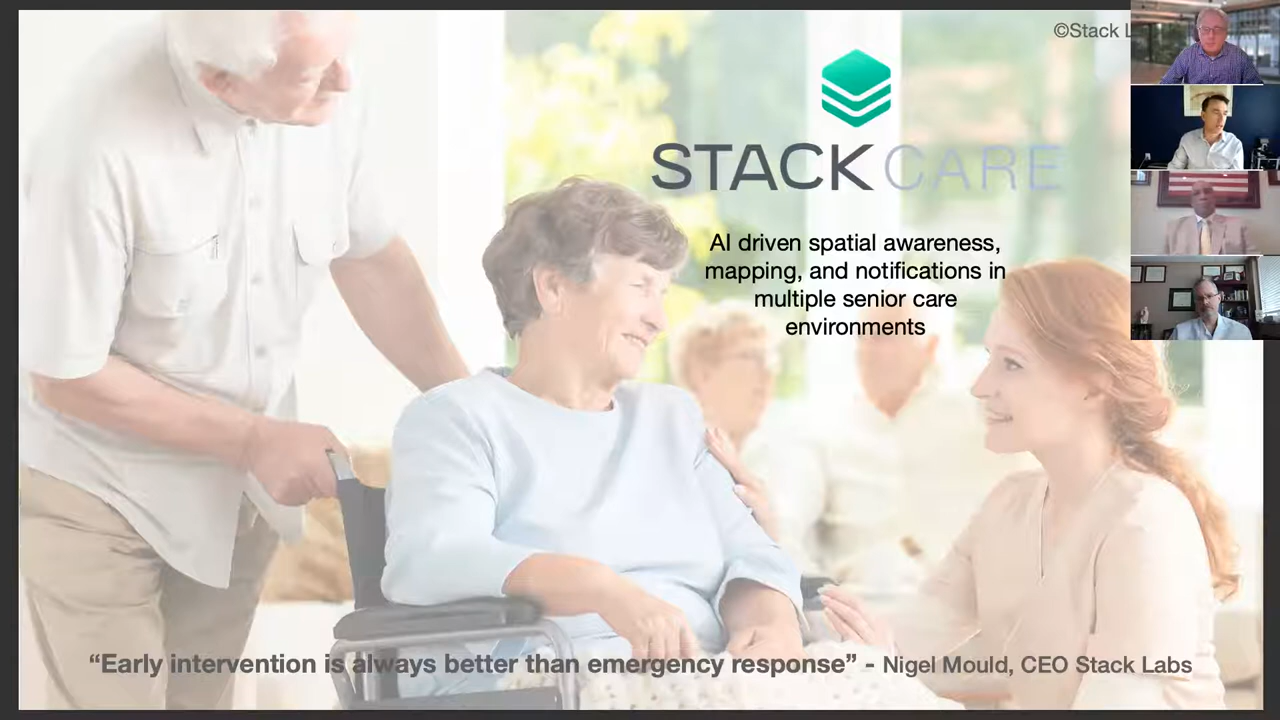 ©Stack
STACK CARE
AI driven spatial awareness,
mapping, and notifications in
multiple senior care
environments
“Early intervention is always better than emergency response” - Nigel Mould, CEO Stack Labs